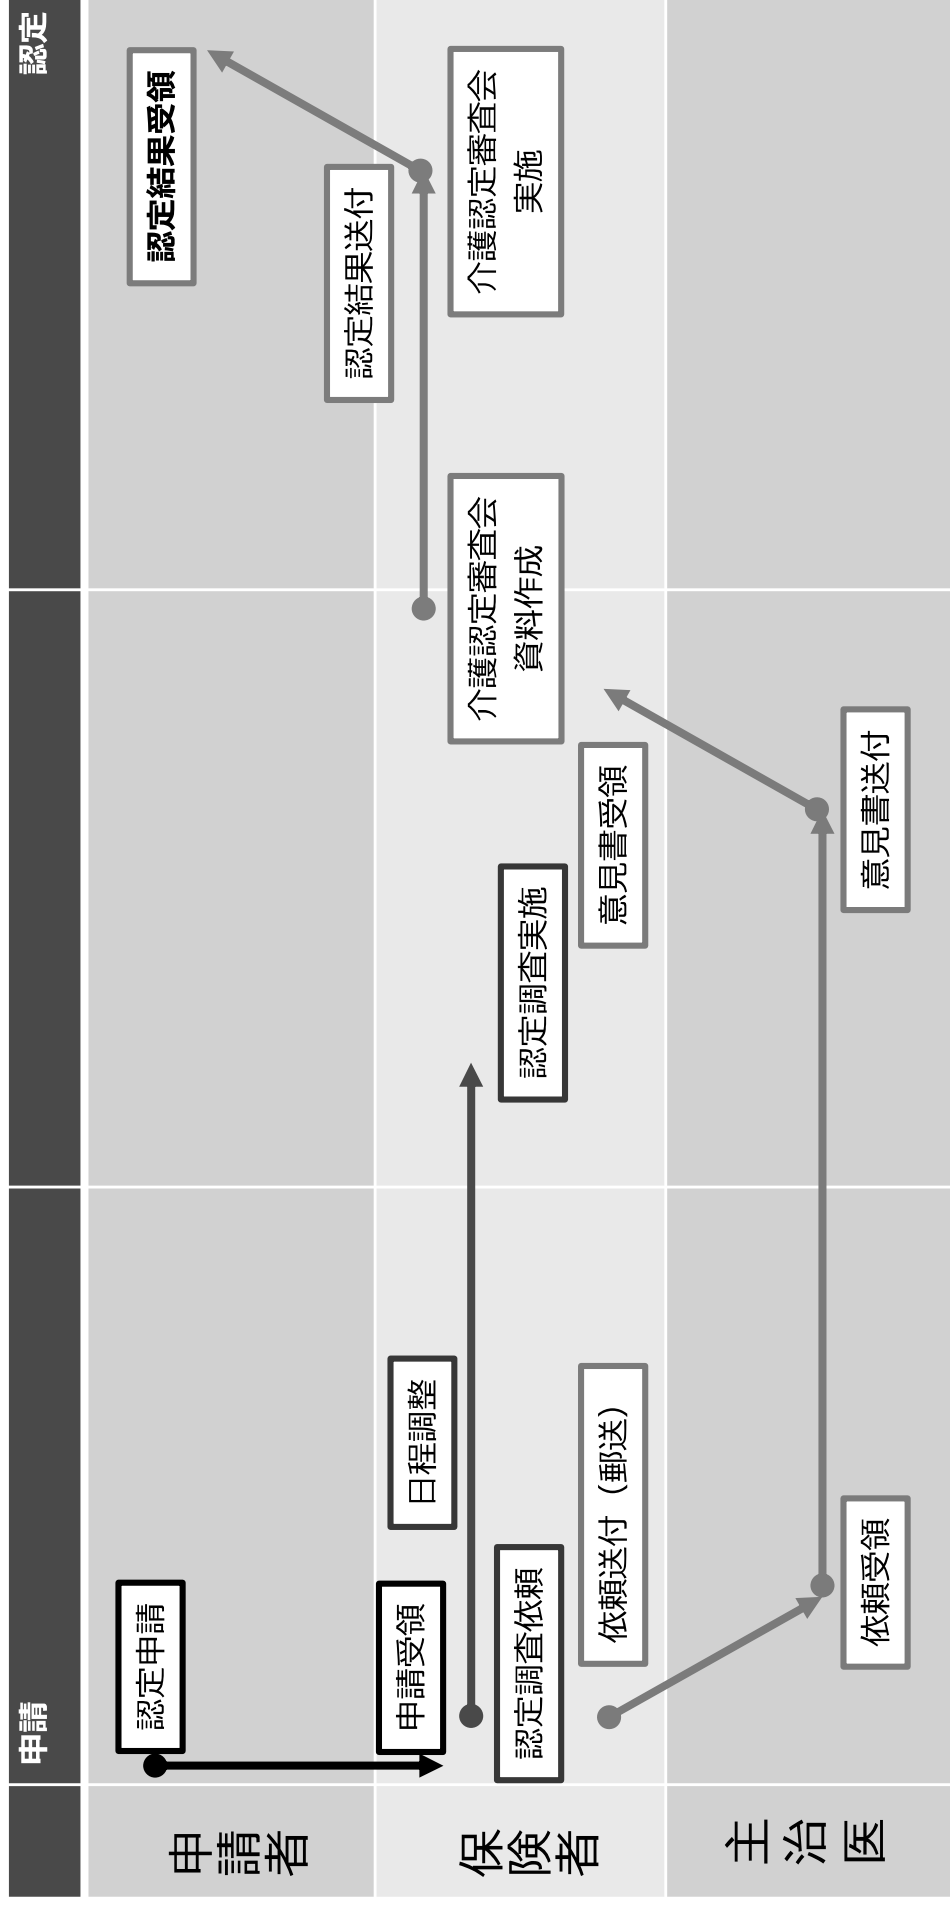 申請
認定
申請者
認定申請
認定結果受領
保険者
申請受領
日程調整
認定結果送付
認定調査依頼
認定調査実施
介護認定審査会
資料作成
介護認定審査会
実施
依頼送付（郵送）
意見書受領
主治医
依頼受領
意見書送付